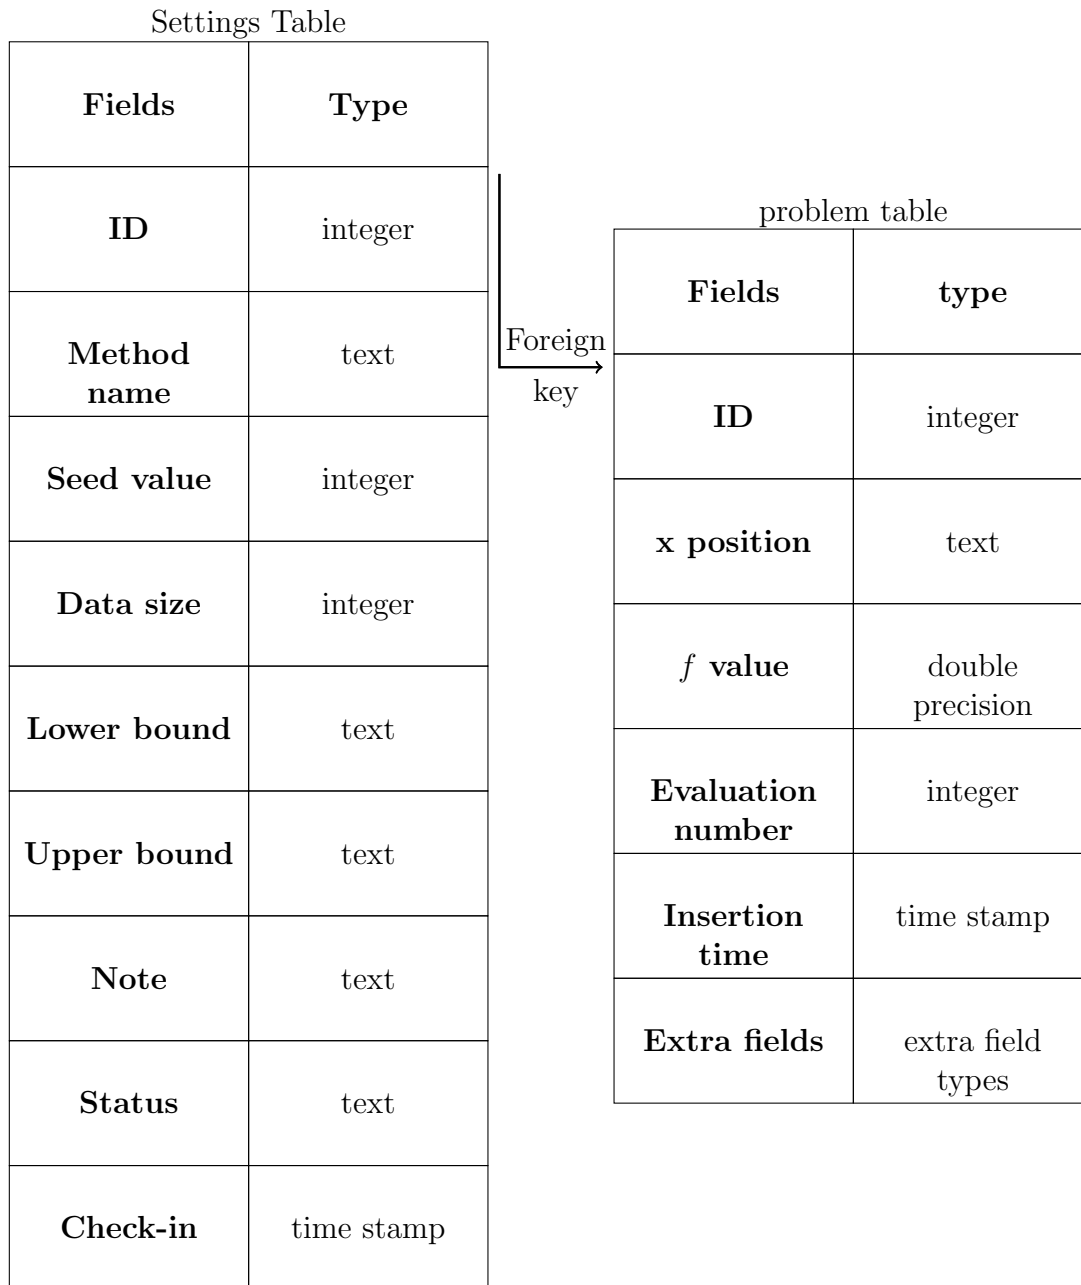 Settings Table
Fields Type
ID integer
Method text
name
Seed value integer
Data size integer
Lower bound text
Upper bound text
Note text
Status text
Check-in time stamp
Foreign
key
problem table
Fields type
ID integer
x position text
f value double
precision
Evaluation integer
number
Insertion time stamp
time
Extra fields extra field
types